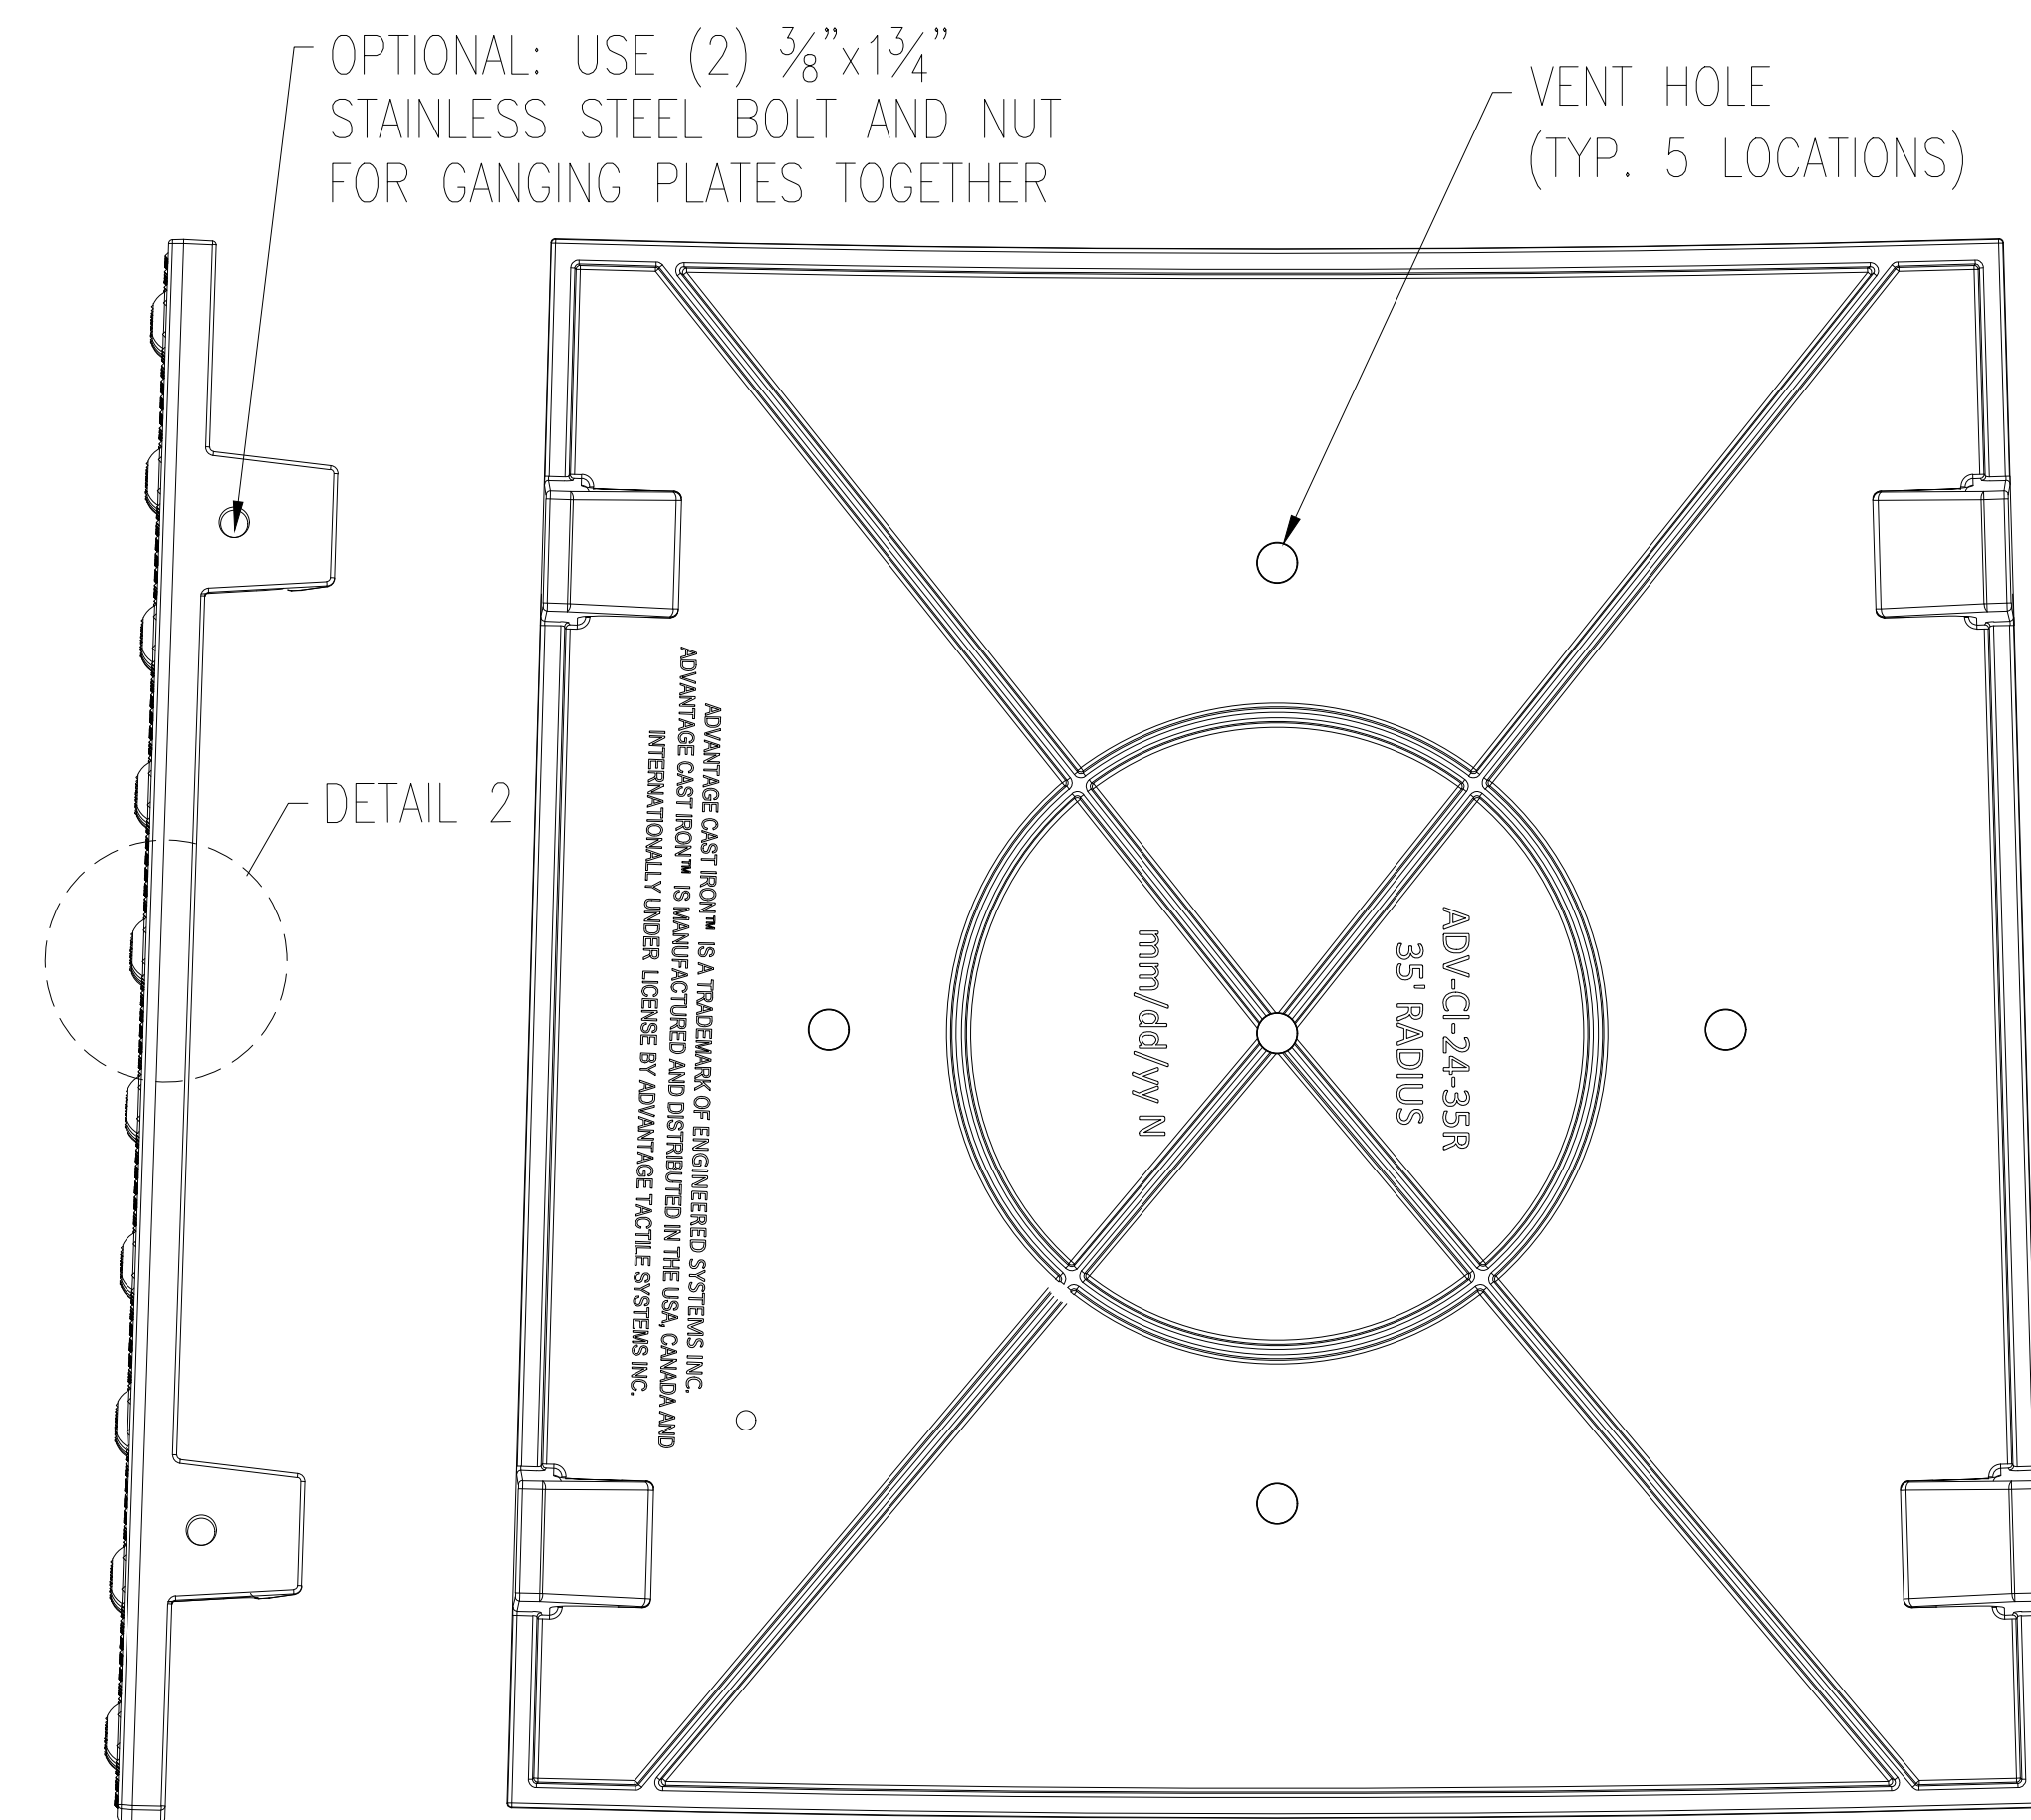 OPTIONAL: USE (2) ⅜"x1¾"
STAINLESS STEEL BOLT AND NUT
FOR GANGING PLATES TOGETHER
VENT HOLE
(TYP. 5 LOCATIONS)
DETAIL 2
ADVANTAGE CAST IRON™ IS A TRADEMARK OF ENGINEERED SYSTEMS INC.
ADVANTAGE CAST IRON™ IS MANUFACTURED AND DISTRIBUTED IN THE USA, CANADA AND
INTERNATIONALLY UNDER LICENSE BY ADVANTAGE TACTILE SYSTEMS INC.
ADV-CI-24-35R
35' RADIUS
mm/dd/yy N